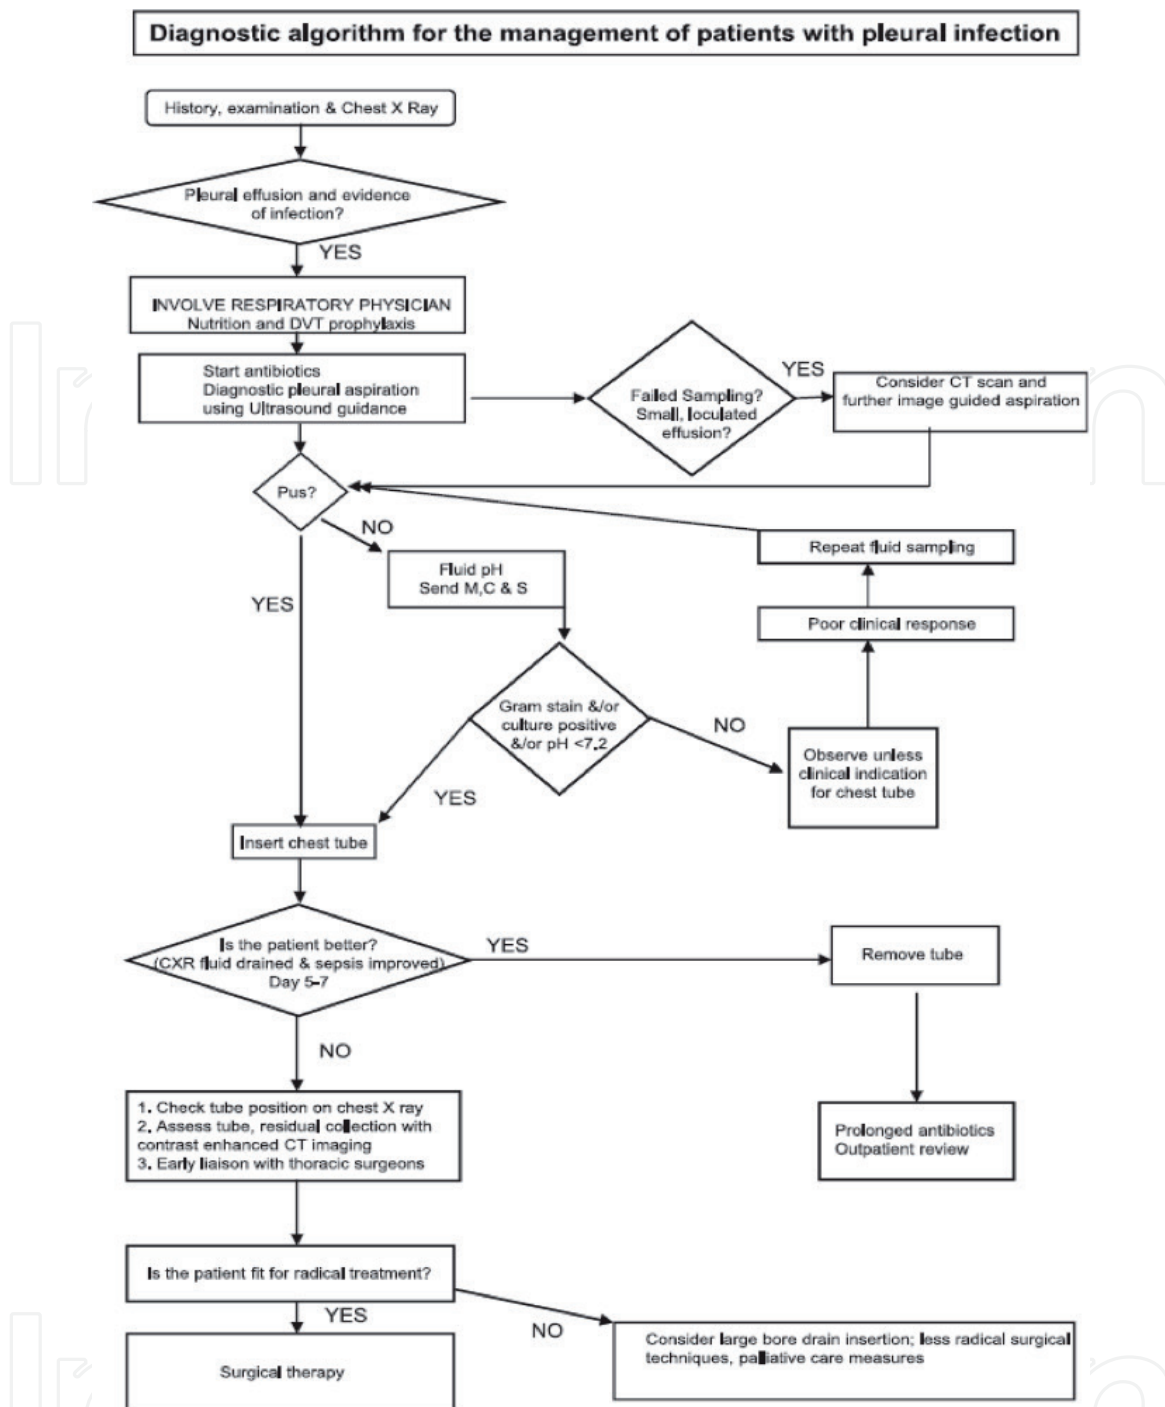 Diagnostic algorithm for the management of patients with pleural infection
History, examination & Chest X Ray
Pleural effusion and evidence
of infection?
YES
INVOLVE RESPIRATORY PHYSICIAN
Nutrition and DVT prophylaxis
Start antibiotics
Diagnostic pleural aspiration
using Ultrasound guidance
Failed Sampling?
Small, loculated
effusion?
YES
Consider CT scan and
further image guided aspiration
Pus?
NO
Fluid pH
Send M,C & S
Repeat fluid sampling
Poor clinical response
YES
Gram stain &/or
culture positive
&/or pH <7.2
NO
Observe unless
clinical indication
for chest tube
YES
Insert chest tube
Is the patient better?
(CXR fluid drained & sepsis improved)
Day 5-7
YES
Remove tube
NO
Prolonged antibiotics
Outpatient review
1. Check tube position on chest X ray
2. Assess tube, residual collection with
contrast enhanced CT imaging
3. Early liaison with thoracic surgeons
Is the patient fit for radical treatment?
YES
NO
Surgical therapy
Consider large bore drain insertion; less radical surgical
techniques, palliative care measures